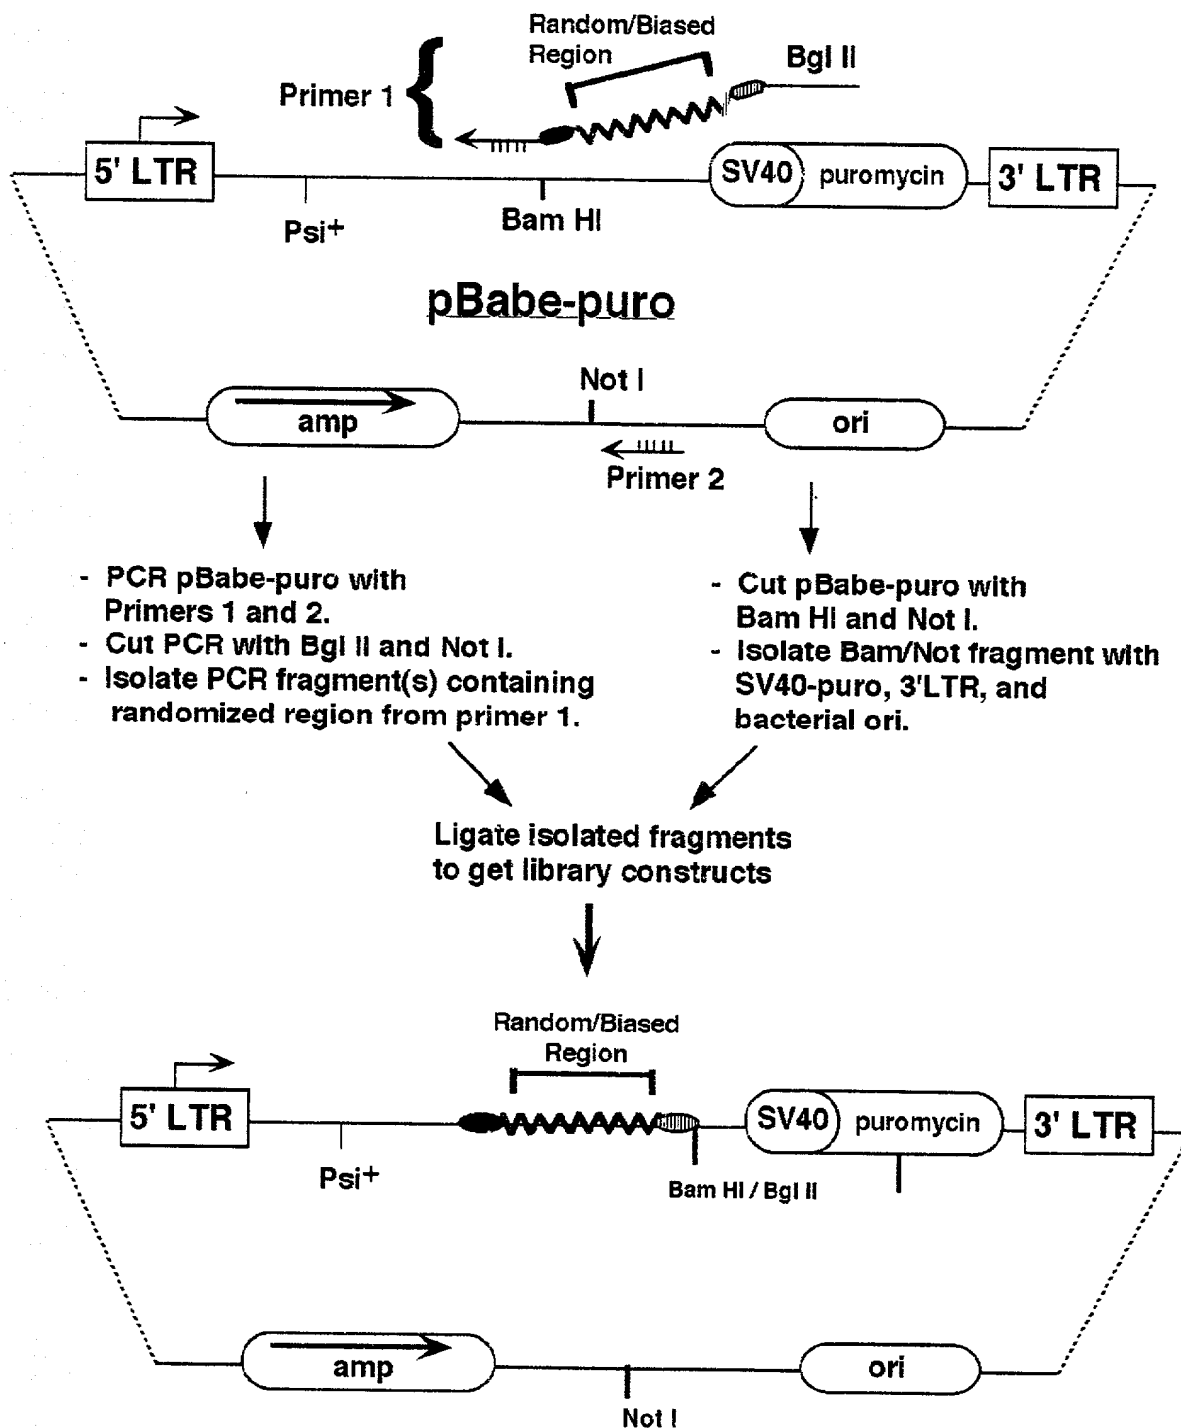 Random/Biased
Region
Bgl II
Primer 1
5' LTR
SV40 puromycin
3' LTR
Psi+
Bam HI
pBabe-puro
Not I
amp
ori
Primer 2
- PCR pBabe-puro with
Primers 1 and 2.
- Cut PCR with Bgl II and Not I.
- Isolate PCR fragment(s) containing
randomized region from primer 1.
- Cut pBabe-puro with
Bam HI and Not I.
- Isolate Bam/Not fragment with
SV40-puro, 3'LTR, and
bacterial ori.
Ligate isolated fragments
to get library constructs
Random/Biased
Region
5' LTR
SV40 puromycin
3' LTR
Psi+
Bam HI / Bgl II
amp
ori
Not I